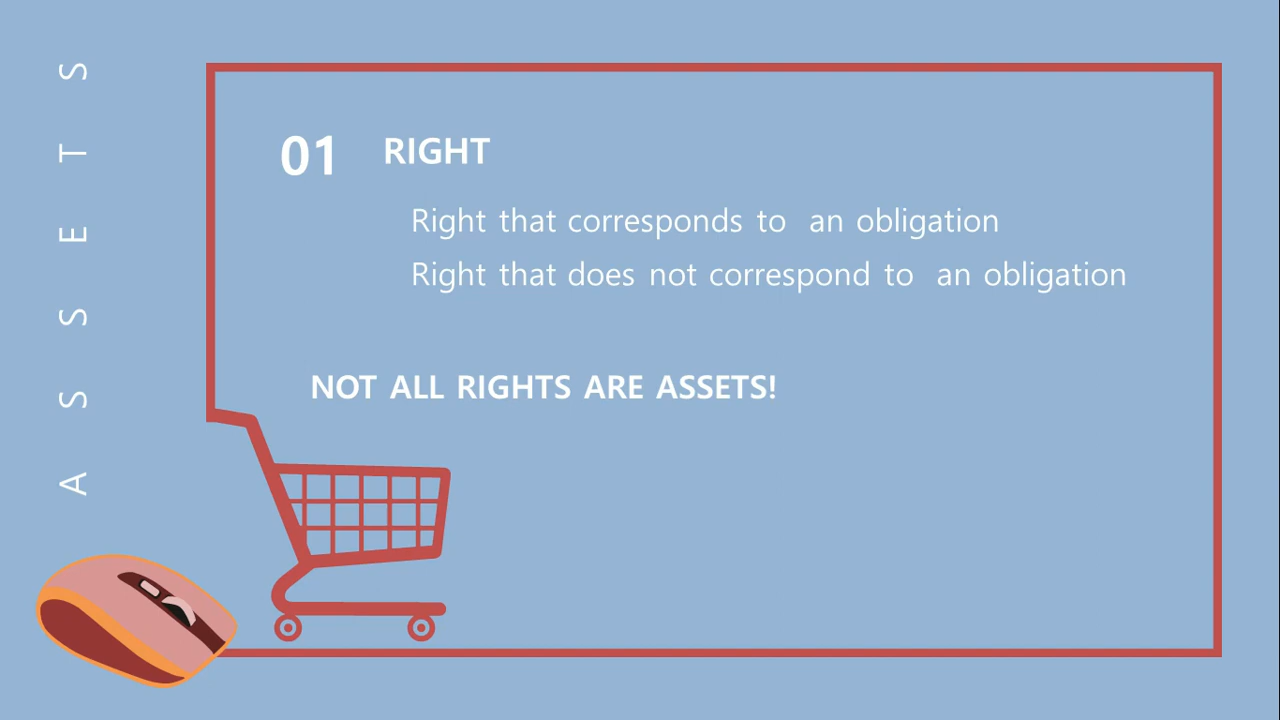 ASSETS
01 RIGHT
Right that corresponds to an obligation
Right that does not correspond to an obligation
NOT ALL RIGHTS ARE ASSETS!